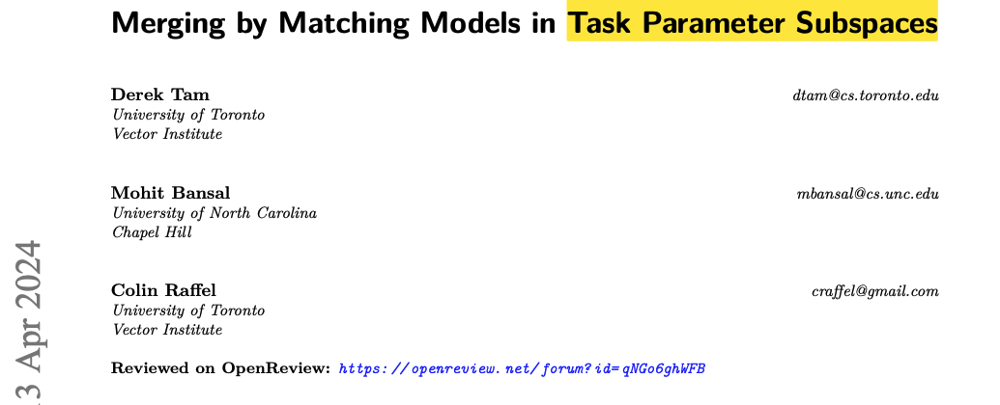 Merging by Matching Models in Task Parameter Subspaces
Derek Tam dtam@cs.toronto.edu
University of Toronto
Vector Institute
Mohit Bansal mbansal@cs.unc.edu
University of North Carolina
Chapel Hill
Colin Raffel craffel@gmail.com
University of Toronto
Vector Institute
Reviewed on OpenReview: https://openreview.net/forum?id=qNGo6ghWFB
3 Apr 2024